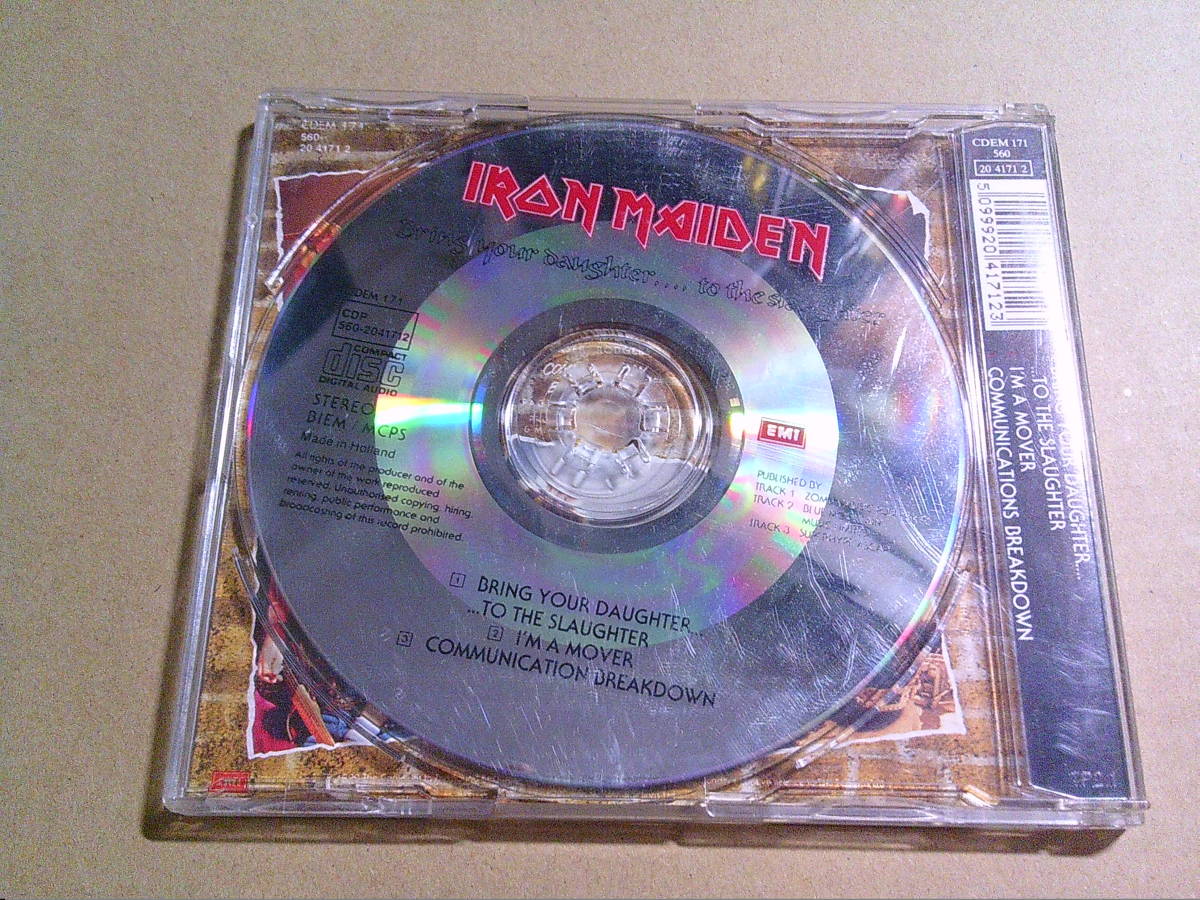 CDEM 171
560
20 4171 2
IRON MAIDEN
Bring your daughter.... to the
CDEM 171
CDP
560-2041712
COMPACT
disc
DIGITAL AUDIO
STEREO
BIEM / MCPS
Made in Holland
All rights of the producer and of the
owner of the work reproduced
reserved. Unauthorised copying, hiring,
renting, public performance and
broadcasting of this record prohibited.
EMI
PUBLISHED BY
TRACK 1
TRACK 2
TRACK 3
1 BRING YOUR DAUGHTER...
...TO THE SLAUGHTER
2 I'M A MOVER
3 COMMUNICATION BREAKDOWN
EMI
CDEM 171
560
20 4171 2
5 099920 417123
YOUR DAUGHTER...
...TO THE SLAUGHTER
I'M A MOVER
COMMUNICATIONS BREAKDOWN